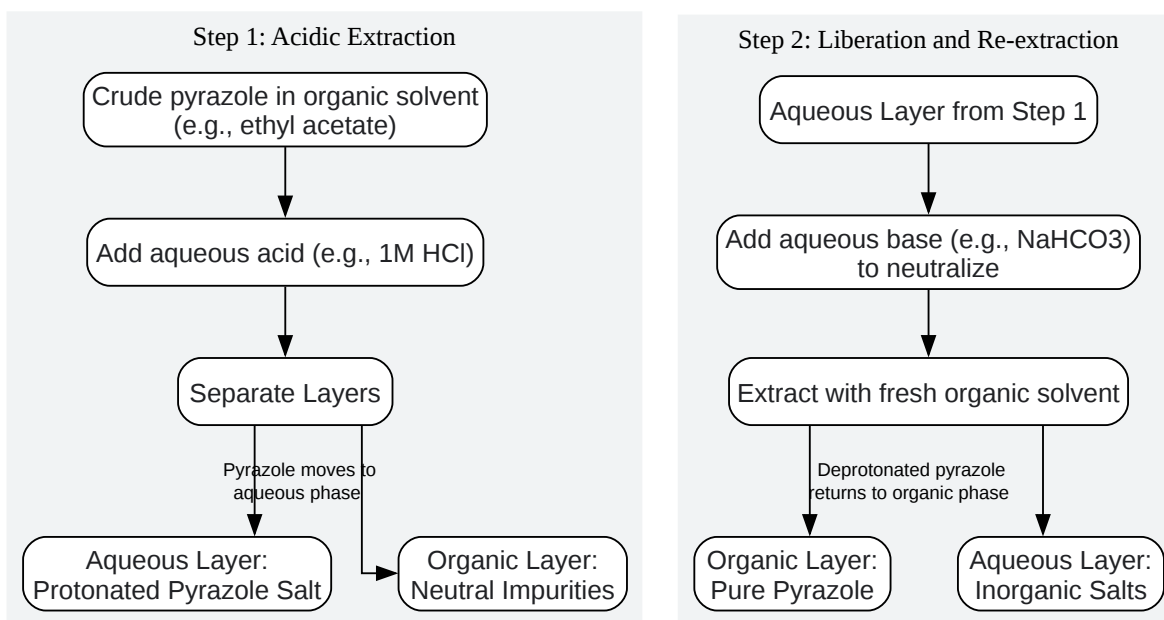 Step 1: Acidic Extraction
Crude pyrazole in organic solvent
(e.g., ethyl acetate)
Add aqueous acid (e.g., 1M HCl)
Separate Layers
Pyrazole moves to
aqueous phase
Aqueous Layer:
Protonated Pyrazole Salt
Organic Layer:
Neutral Impurities
Step 2: Liberation and Re-extraction
Aqueous Layer from Step 1
Add aqueous base (e.g., NaHCO3)
to neutralize
Extract with fresh organic solvent
Deprotonated pyrazole
returns to organic phase
Organic Layer:
Pure Pyrazole
Aqueous Layer:
Inorganic Salts